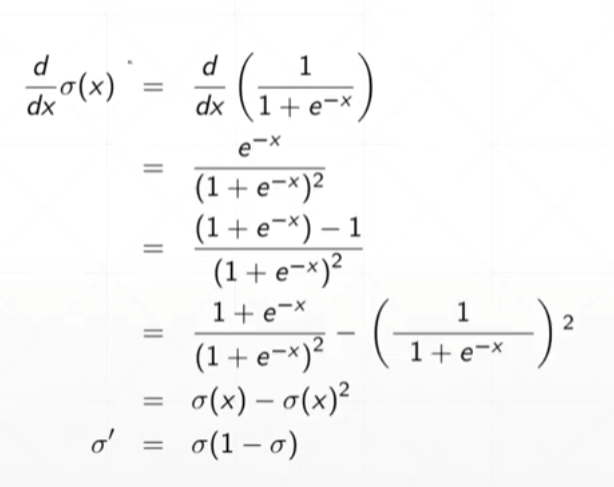 d/dx σ(x) = d/dx (1/(1 + e⁻ˣ))
= e⁻ˣ/(1 + e⁻ˣ)²
= ((1 + e⁻ˣ) − 1)/(1 + e⁻ˣ)²
= (1 + e⁻ˣ)/(1 + e⁻ˣ)² − (1/(1 + e⁻ˣ))²
= σ(x) − σ(x)²
σ′ = σ(1 − σ)